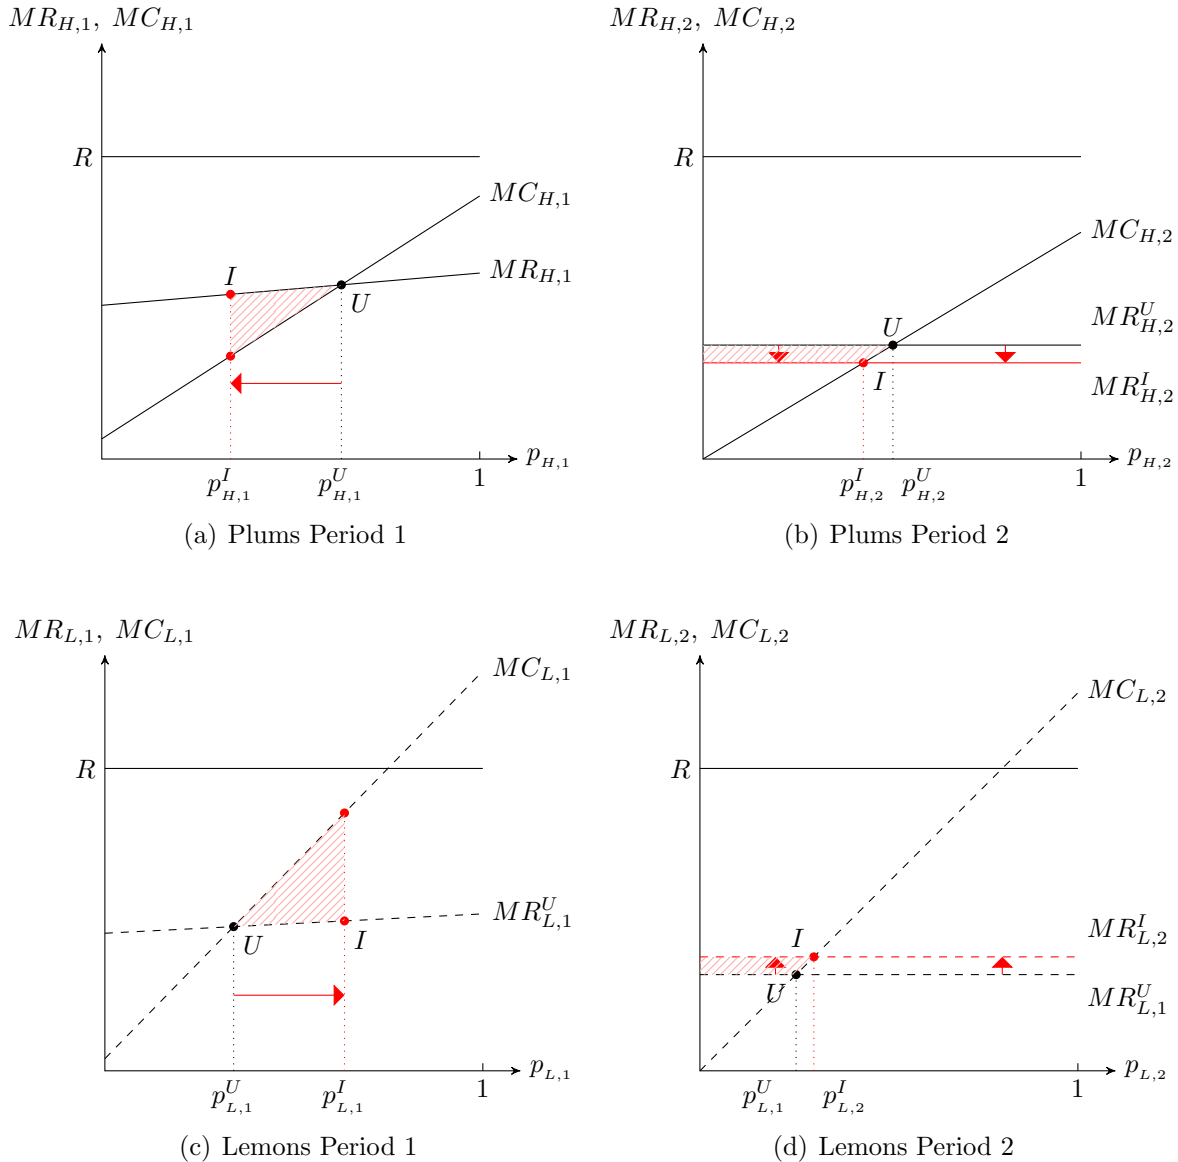 MR_{H,1}, MC_{H,1}
R
MC_{H,1}
MR_{H,1}
I
U
p_{H,1}
p^I_{H,1}
p^U_{H,1}
1
(a) Plums Period 1
MR_{H,2}, MC_{H,2}
R
MC_{H,2}
MR^U_{H,2}
U
I
MR^I_{H,2}
p_{H,2}
p^I_{H,2}
p^U_{H,2}
1
(b) Plums Period 2
MR_{L,1}, MC_{L,1}
MC_{L,1}
R
MR^U_{L,1}
U
I
p_{L,1}
p^U_{L,1}
p^I_{L,1}
1
(c) Lemons Period 1
MR_{L,2}, MC_{L,2}
MC_{L,2}
R
MR^I_{L,2}
I
U
MR^U_{L,1}
p_{L,2}
p^U_{L,1}
p^I_{L,2}
1
(d) Lemons Period 2